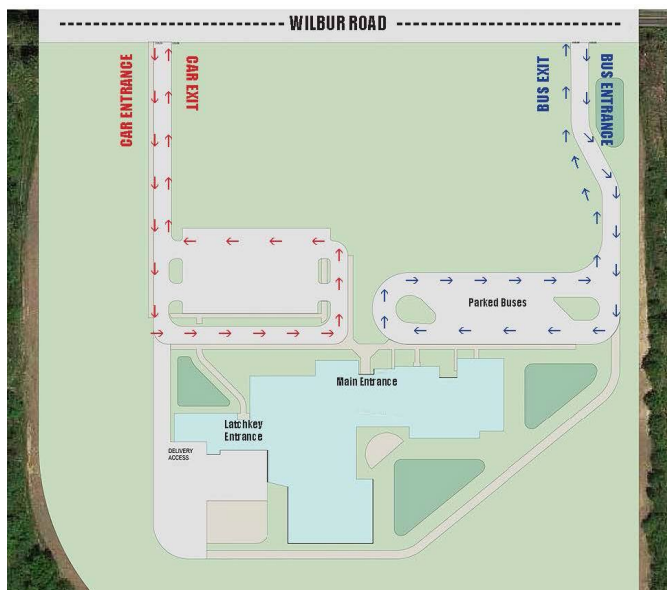 WILBUR ROAD
CAR ENTRANCE
CAR EXIT
BUS EXIT
BUS ENTRANCE
Parked Buses
Main Entrance
Latchkey
Entrance
DELIVERY
ACCESS